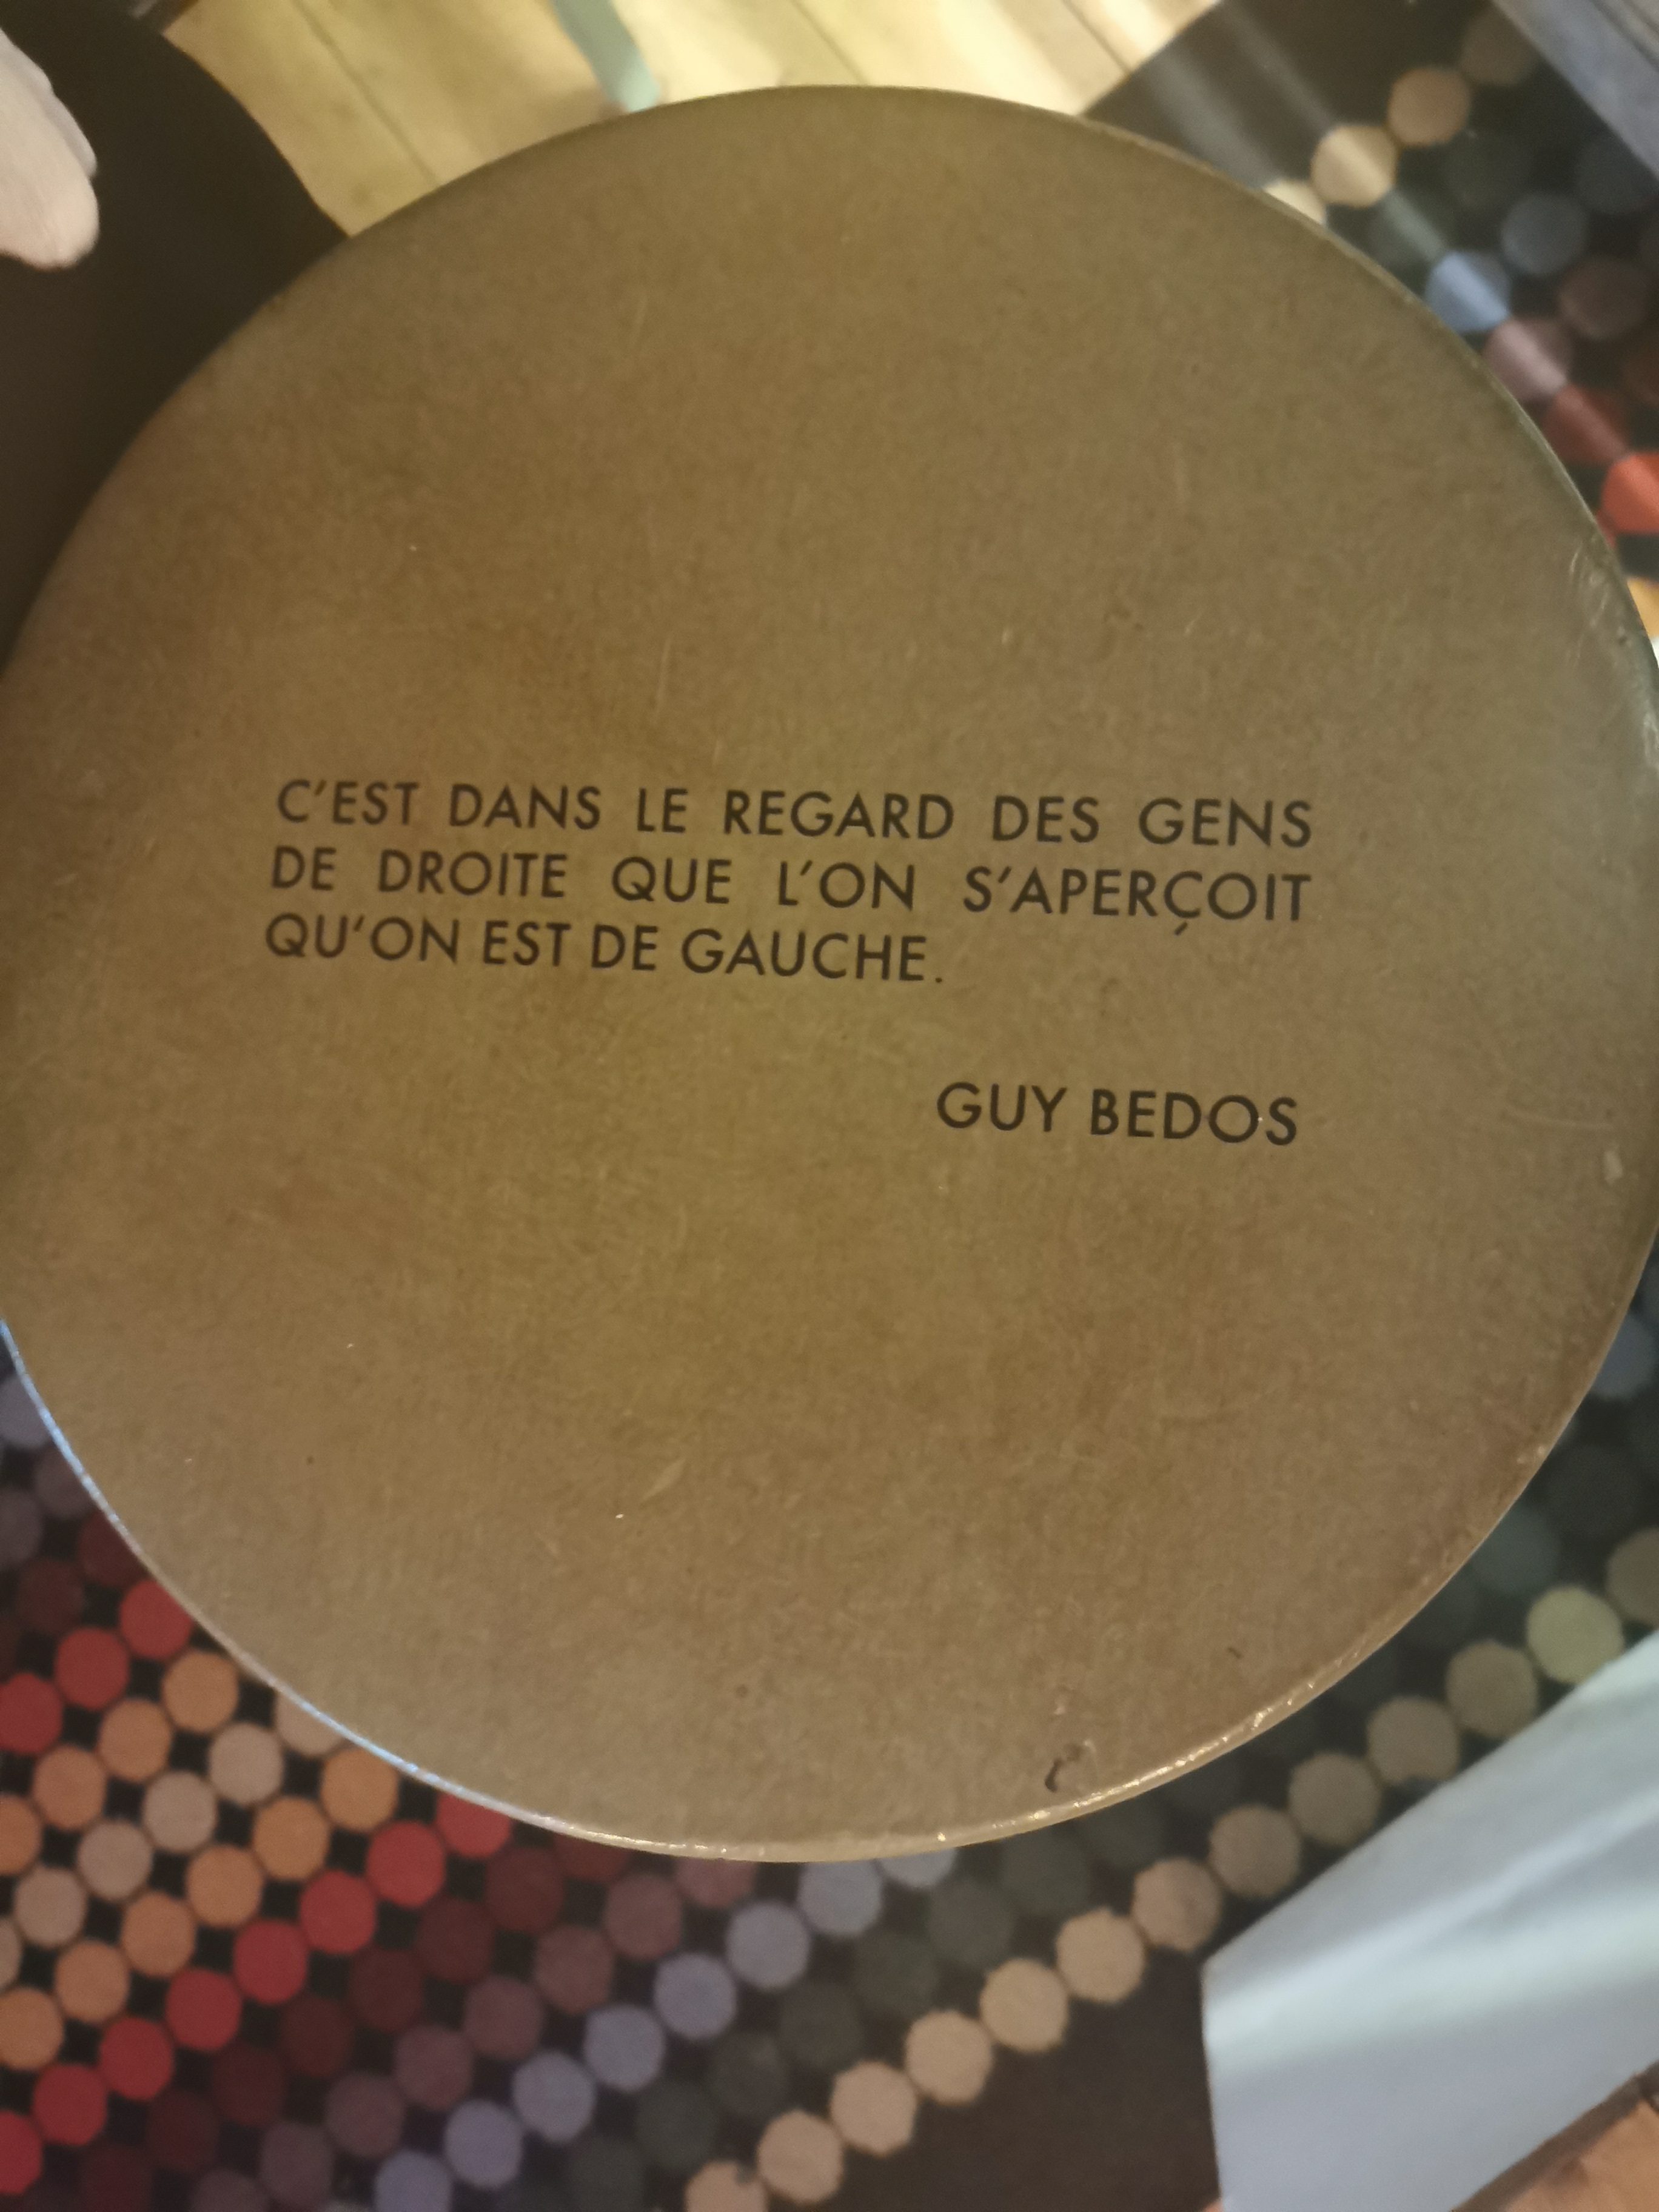 C'EST DANS LE REGARD DES GENS
DE DROITE QUE L'ON S'APERÇOIT
QU'ON EST DE GAUCHE.
GUY BEDOS